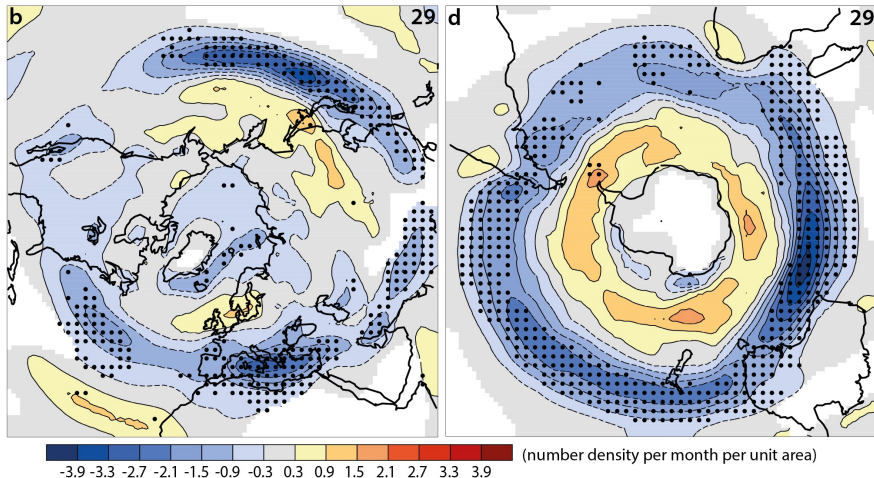 b 29
d 29
-3.9 -3.3 -2.7 -2.1 -1.5 -0.9 -0.3 0.3 0.9 1.5 2.1 2.7 3.3 3.9
(number density per month per unit area)